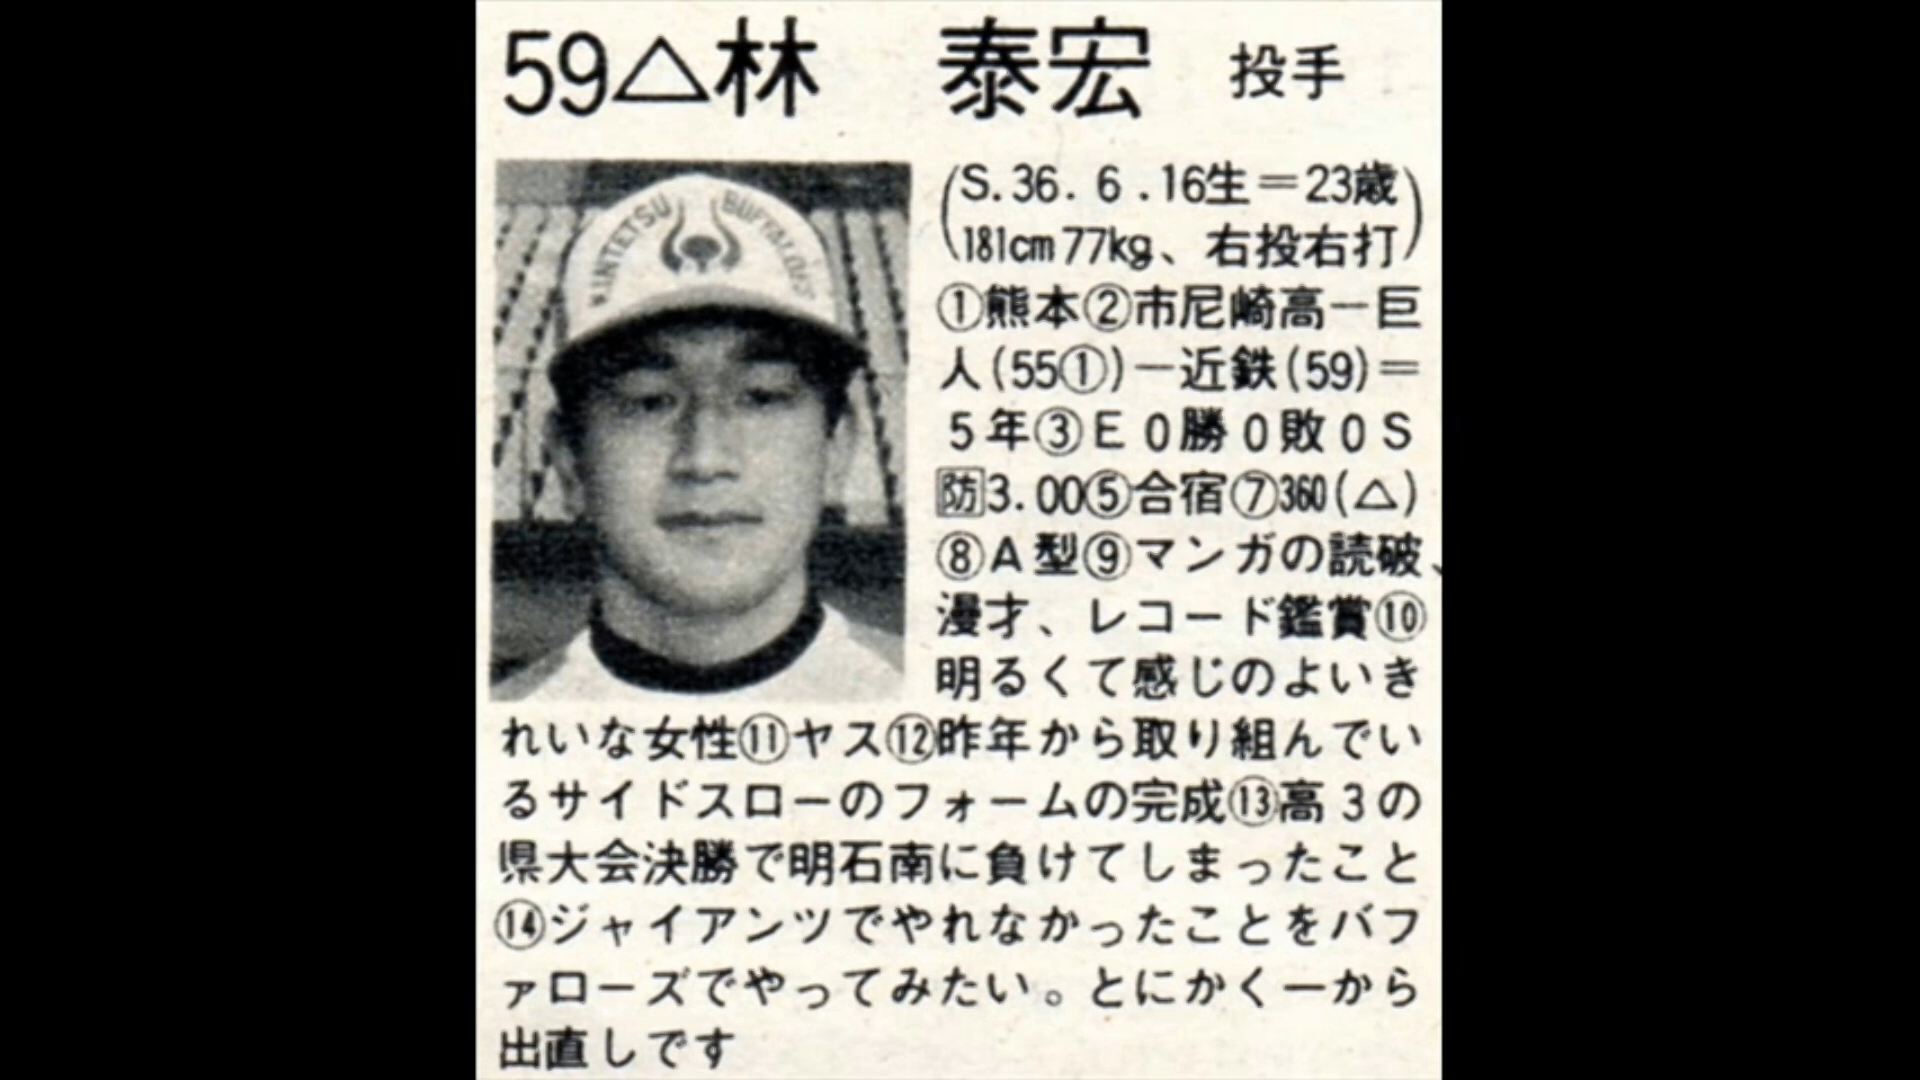 59△林 泰宏 投手
KINTETSU BUFFALOES
(S.36.6.16生=23歳
181cm77kg、右投右打)
①熊本②市尼崎高ー巨
人(55①)ー近鉄(59)=
5年③E0勝0敗0S
防3.00⑤合宿⑦360(△)
⑧A型⑨マンガの読破、
漫才、レコード鑑賞⑩
明るくて感じのよいき
れいな女性⑪ヤス⑫昨年から取り組んでい
るサイドスローのフォームの完成⑬高3の
県大会決勝で明石南に負けてしまったこと
⑭ジャイアンツでやれなかったことをバフ
ァローズでやってみたい。とにかく一から
出直しです